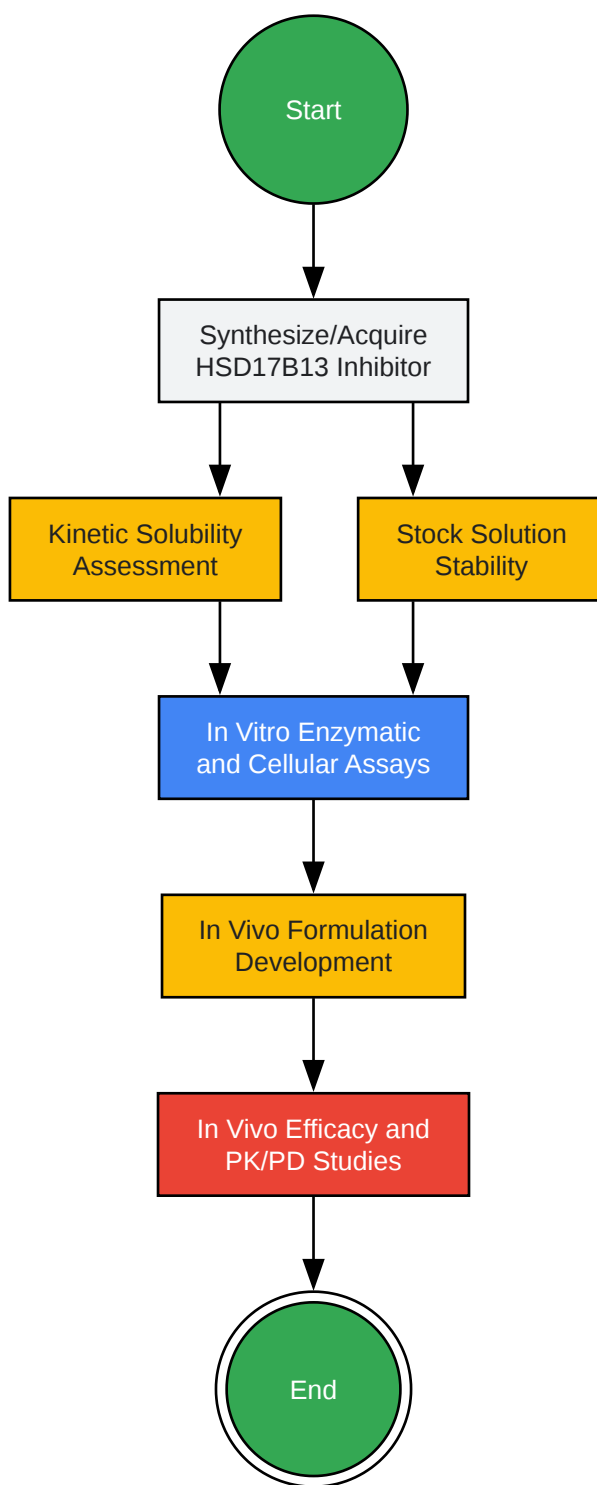 Start
Synthesize/Acquire
HSD17B13 Inhibitor
Kinetic Solubility
Assessment
Stock Solution
Stability
In Vitro Enzymatic
and Cellular Assays
In Vivo Formulation
Development
In Vivo Efficacy and
PK/PD Studies
End